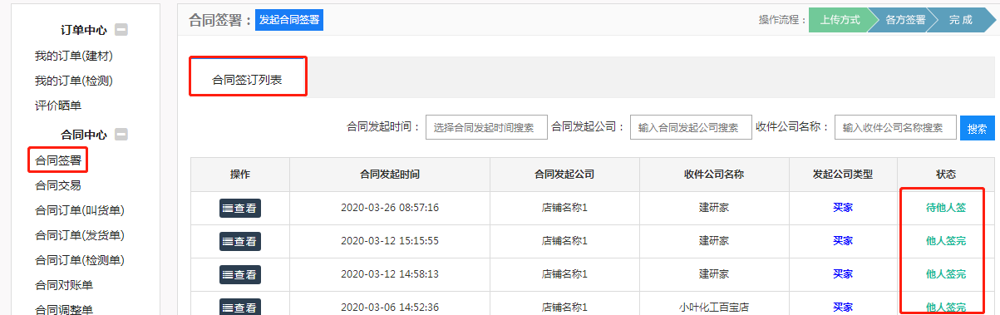 订单中心
我的订单(建材)
我的订单(检测)
评价晒单
合同中心
合同签署
合同交易
合同订单(叫货单)
合同订单(发货单)
合同订单(检测单)
合同对账单
合同调整单
合同签署： 发起合同签署
操作流程： 上传方式 各方签署 完 成
合同签订列表
合同发起时间： 选择合同发起时间搜索 合同发起公司： 输入合同发起公司搜索 收件公司名称： 输入收件公司名称搜索 搜索
操作 合同发起时间 合同发起公司 收件公司名称 发起公司类型 状态
查看 2020-03-26 08:57:16 店铺名称1 建研家 买家 待他人签
查看 2020-03-12 15:15:55 店铺名称1 建研家 买家 他人签完
查看 2020-03-12 14:58:13 店铺名称1 建研家 买家 他人签完
查看 2020-03-06 14:52:36 店铺名称1 小叶化工百宝店 买家 他人签完